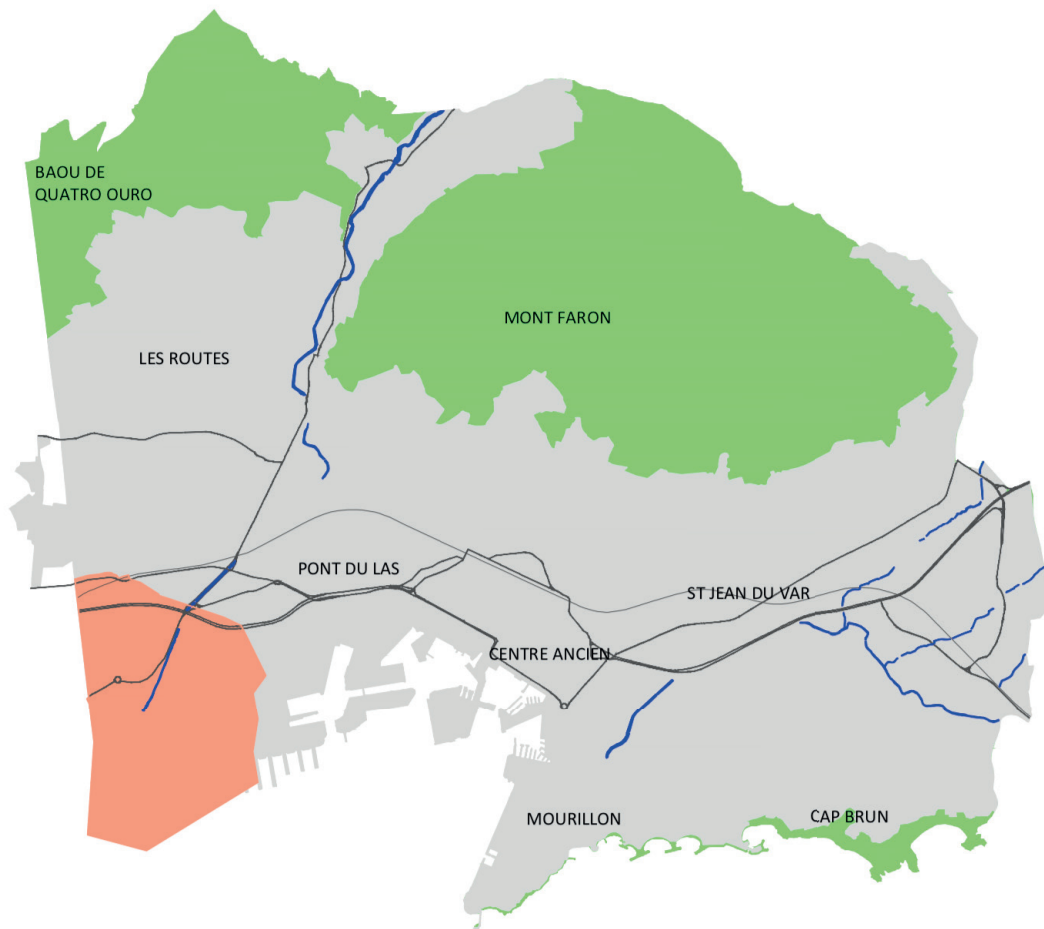 BAOU DE
QUATRO OURO
MONT FARON
LES ROUTES
PONT DU LAS
ST JEAN DU VAR
CENTRE ANCIEN
MOURILLON
CAP BRUN